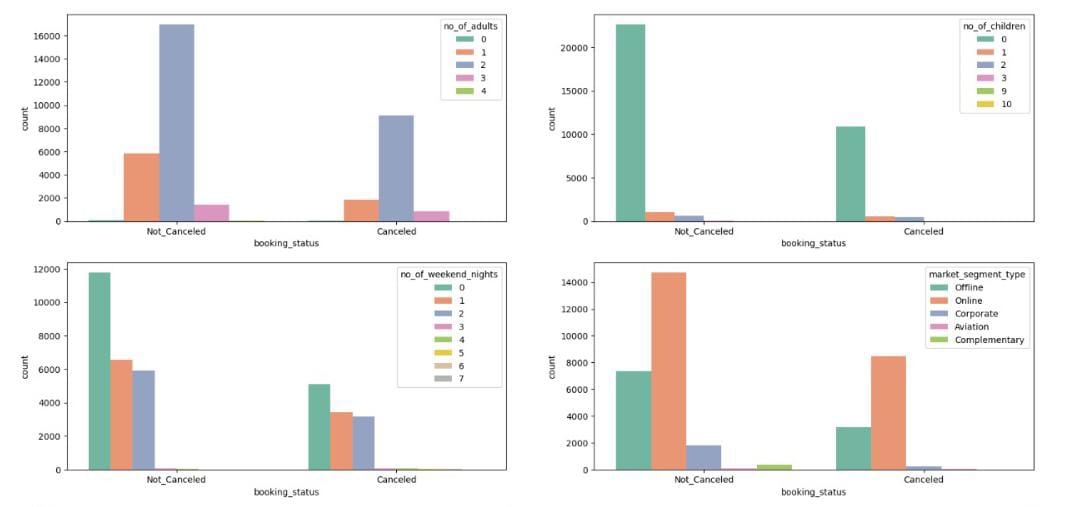 no_of_adults
0
1
2
3
4
16000
14000
12000
10000
8000
6000
4000
2000
0
count
Not_Canceled
Canceled
booking_status
no_of_children
0
1
2
3
9
10
20000
15000
10000
5000
0
count
Not_Canceled
Canceled
booking_status
no_of_weekend_nights
0
1
2
3
4
5
6
7
12000
10000
8000
6000
4000
2000
0
count
Not_Canceled
Canceled
booking_status
market_segment_type
Offline
Online
Corporate
Aviation
Complementary
14000
12000
10000
8000
6000
4000
2000
0
count
Not_Canceled
Canceled
booking_status